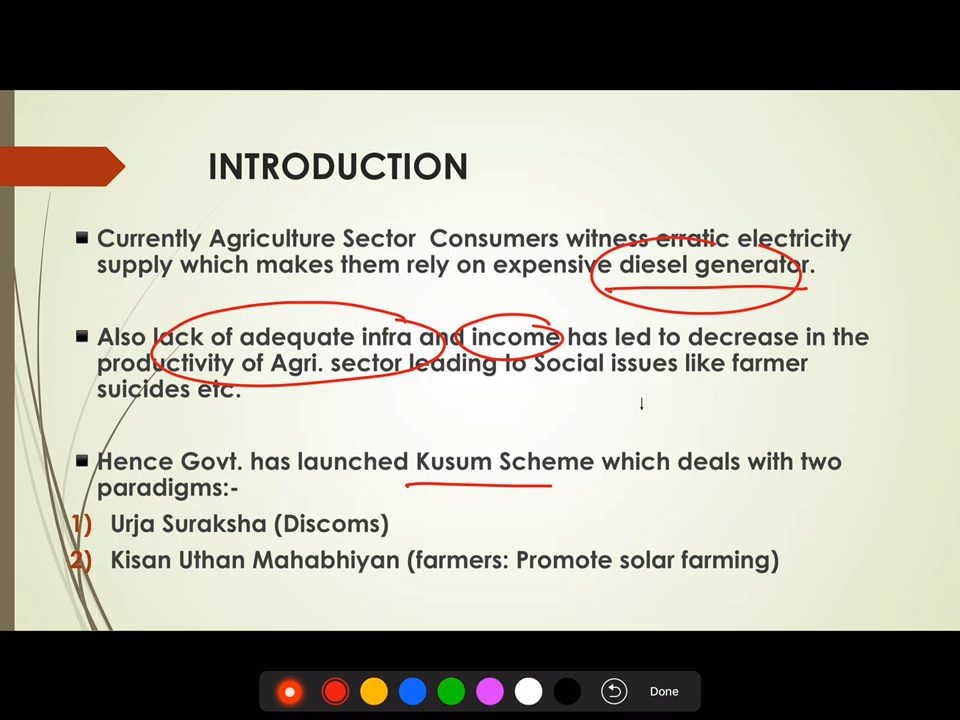 INTRODUCTION
Currently Agriculture Sector Consumers witness erratic electricity
supply which makes them rely on expensive diesel generator.
Also lack of adequate infra and income has led to decrease in the
productivity of Agri. sector leading to Social issues like farmer
suicides etc.
Hence Govt. has launched Kusum Scheme which deals with two
paradigms:-
1) Urja Suraksha (Discoms)
2) Kisan Uthan Mahabhiyan (farmers: Promote solar farming)
Done